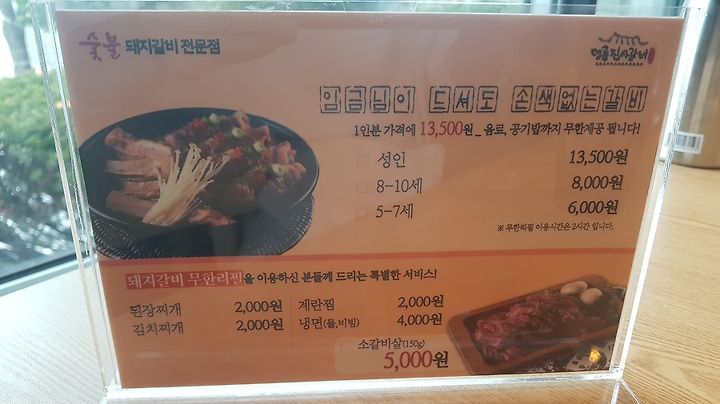 숯불 돼지갈비 전문점
명륜진사갈비
임금님이 드셔도 손색없는갈비
1인분 가격에 13,500원_ 음료, 공기밥까지 무한제공 됩니다!
성인 13,500원
8-10세 8,000원
5-7세 6,000원
※ 무한리필 이용시간은 2시간 입니다.
돼지갈비 무한리필을 이용하신 분들께 드리는 특별한 서비스!
된장찌개 2,000원 계란찜 2,000원
김치찌개 2,000원 냉면(물,비빔) 4,000원
소갈비살(150g)
5,000원